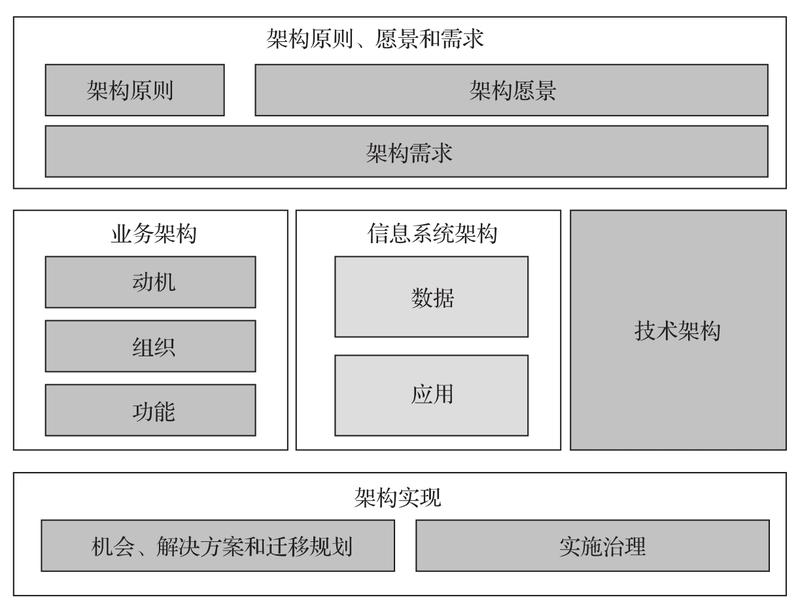 架构原则、愿景和需求
架构原则
架构愿景
架构需求
业务架构
动机
组织
功能
信息系统架构
数据
应用
技术架构
架构实现
机会、解决方案和迁移规划
实施治理